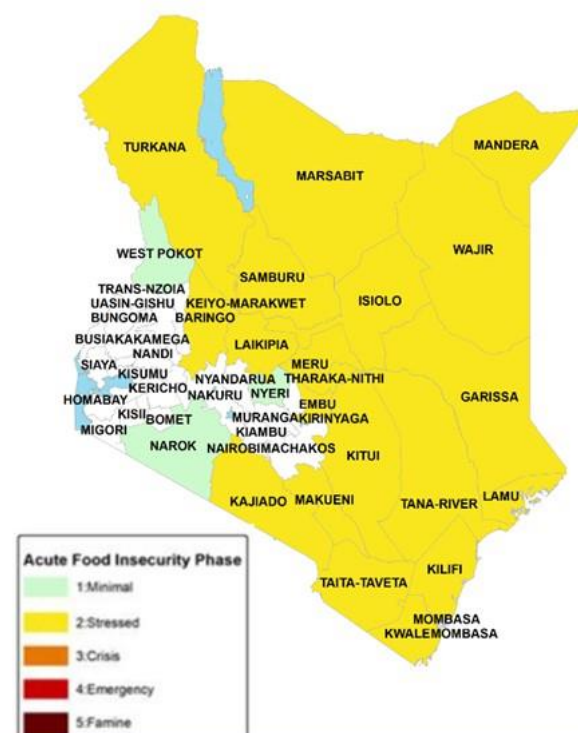 MANDERA
TURKANA
MARSABIT
WAJIR
WEST POKOT
SAMBURU
TRANS-NZOIA
ISIOLO
UASIN-GISHU KEIYO-MARAKWET
BUNGOMA BARINGO
BUSIAKAKAMEGA
LAIKIPIA
NANDI
SIAYA
MERU
KISUMU
NYANDARUA THARAKA-NITHI
KERICHO
NAKURU NYERI
HOMABAY
GARISSA
EMBU
KISII
MURANGAKIRINYAGA
BOMET
MIGORI
KIAMBU
NAROK
NAIROBIMACHAKOS
KITUI
KAJIADO
MAKUENI
TANA-RIVER
LAMU
TAITA-TAVETA
KILIFI
MOMBASA
KWALEMOMBASA
Acute Food Insecurity Phase
1:Minimal
2:Stressed
3:Crisis
4:Emergency
5:Famine